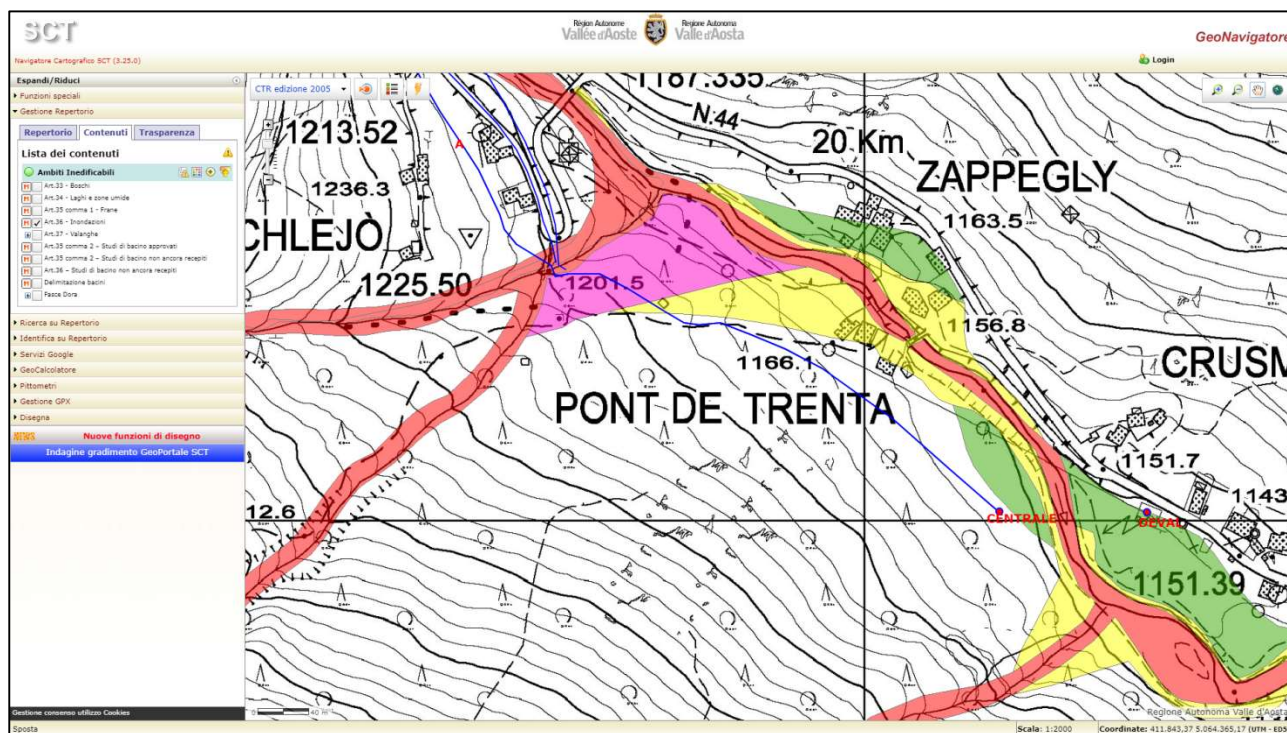 SCT
Région Autonome
Vallée d'Aoste
Regione Autonoma
Valle d'Aosta
GeoNavigatore
Navigatore Cartografico SCT (3.25.0)
Login
Espandi/Riduci
Funzioni speciali
Gestione Repertorio
Repertorio Contenuti Trasparenza
Lista dei contenuti
Ambiti Inedificabili
Art.33 - Boschi
Art.34 - Laghi e zone umide
Art.35 comma 1 - Frane
Art.36 - Inondazioni
Art.37 - Valanghe
Art.35 comma 2 - Studi di bacino approvati
Art.35 comma 2 - Studi di bacino non ancora recepiti
Art.36 - Studi di bacino non ancora recepiti
Delimitazione bacini
Fasce Dora
Ricerca su Repertorio
Identifica su Repertorio
Servizi Google
GeoCalcolatore
Pittometri
Gestione GPX
Disegna
NEWS Nuove funzioni di disegno
Indagine gradimento GeoPortale SCT
Gestione consenso utilizzo Cookies
Sposta
CTR edizione 2005
1187.335
N.44
20 Km
1213.52
A
ZAPPEGLY
1236.3
1163.5
CHLEJÒ
1225.50
1201.5
1156.8
1166.1
CRUSM
PONT DE TRENTA
1151.7
1143
12.6
CENTRALE
DEVAL
1151.39
0 40 m
Regione Autonoma Valle d'Aosta
Scala: 1:2000
Coordinate: 411.843,37 5.064.365,17 (UTM - ED5